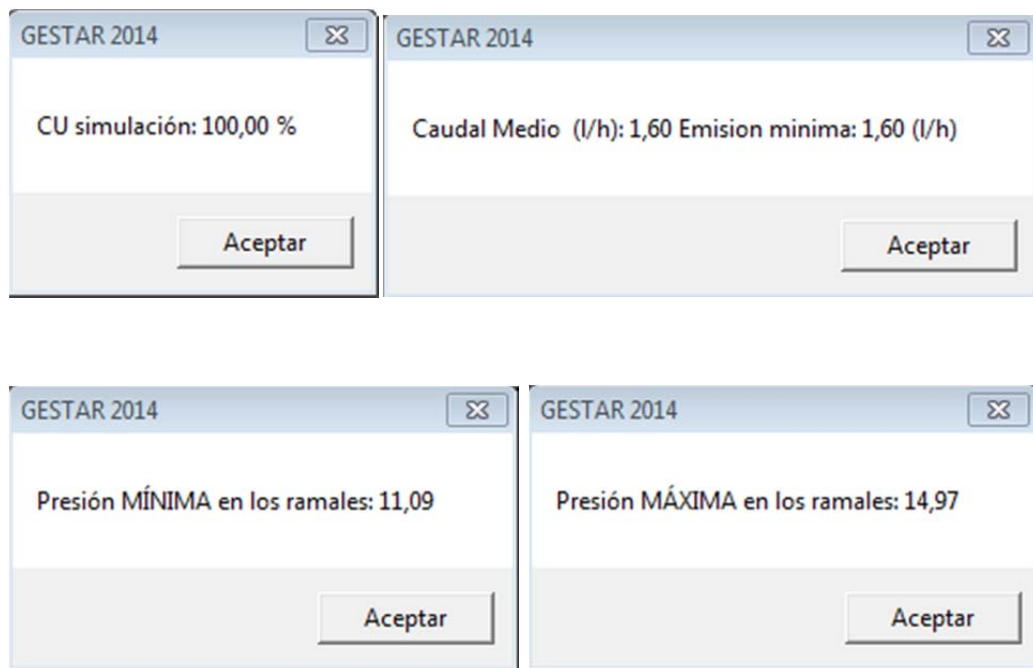 GESTAR 2014
CU simulación: 100,00 %
Aceptar
GESTAR 2014
Caudal Medio  (l/h): 1,60 Emision minima: 1,60 (l/h)
Aceptar
GESTAR 2014
Presión MÍNIMA en los ramales: 11,09
Aceptar
GESTAR 2014
Presión MÁXIMA en los ramales: 14,97
Aceptar